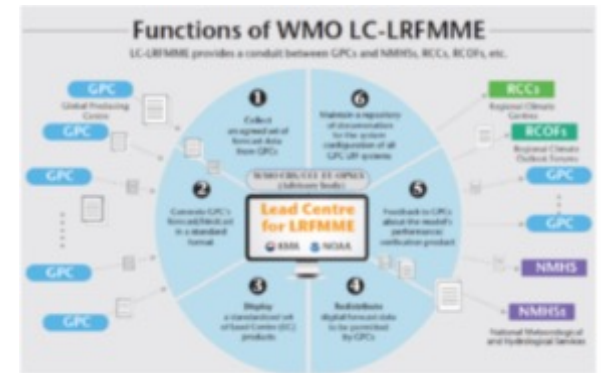 Functions of WMO LC-LRFMME
LC-LRFMME provides a conduit between GPCs and NMHSs, RCCs, RCOFs, etc.
GPC
Global Producing
Centre
GPC
GPC
GPC
GPC
1
Collect
an agreed set of
forecast data
from GPCs
2
Convert GPC's
forecast/hindcast
in a standard
format
3
Display
a standardized set
of Lead Centre (LC)
products
4
Redistribute
digital forecast data
to be permitted
by GPCs
5
Feedback to GPCs
about the model's
performance/
verification product
6
Maintain a repository
of documentation
for the system
configuration of all
GPC LRF systems
(Advisory body)
Lead Centre
for LRFMME
KMA
NOAA
RCCs
Regional Climate
Centres
RCOFs
Regional Climate
Outlook Forums
GPC
GPC
NMHS
NMHSs
National Meteorological
and Hydrological Services